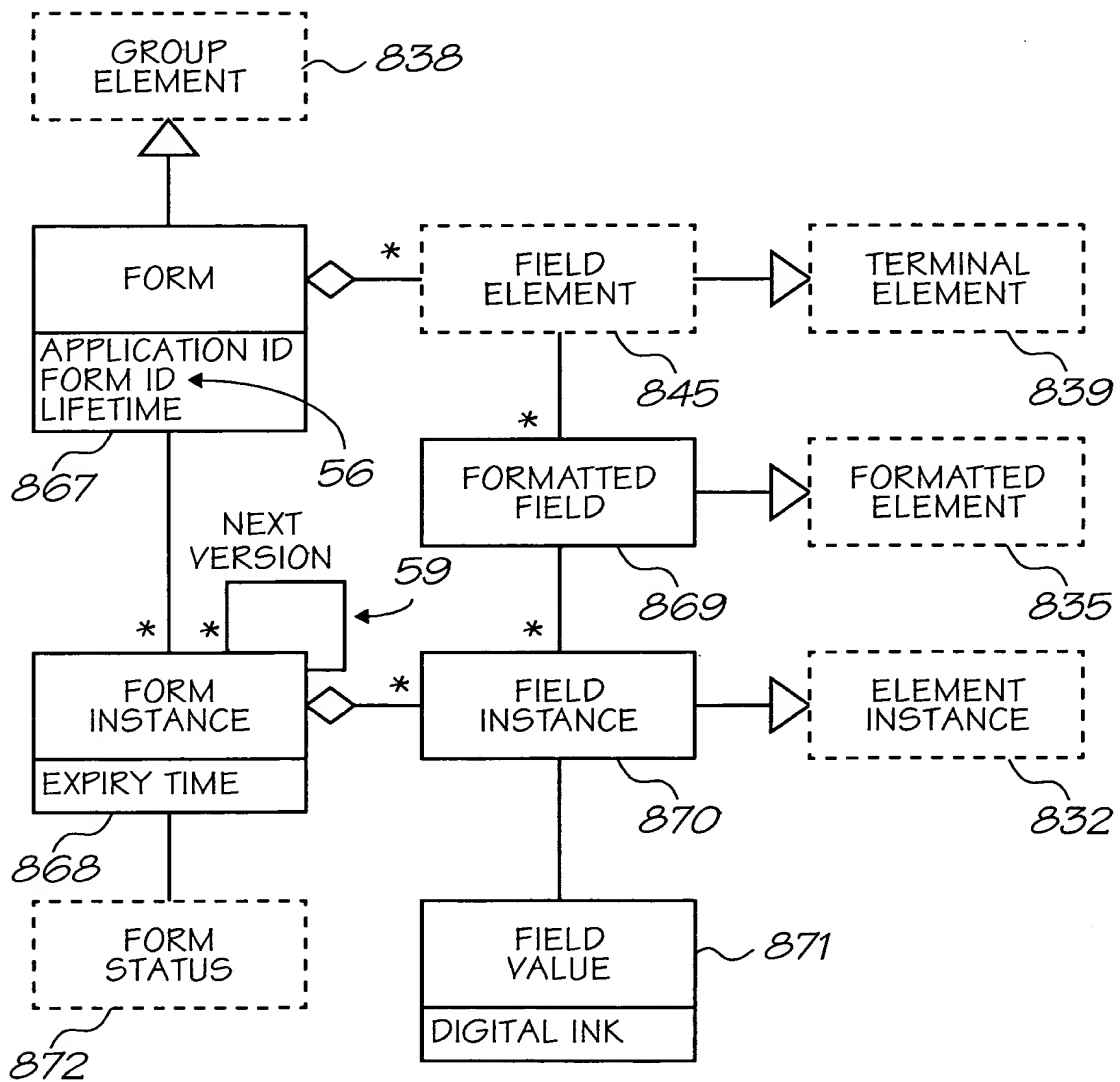 GROUP
ELEMENT
838
FORM
APPLICATION ID
FORM ID
LIFETIME
867
56
*
FIELD
ELEMENT
845
TERMINAL
ELEMENT
839
*
FORMATTED
FIELD
869
FORMATTED
ELEMENT
835
NEXT
VERSION
59
*
*
FORM
INSTANCE
EXPIRY TIME
868
*
*
FIELD
INSTANCE
870
ELEMENT
INSTANCE
832
FORM
STATUS
872
FIELD
VALUE
DIGITAL INK
871